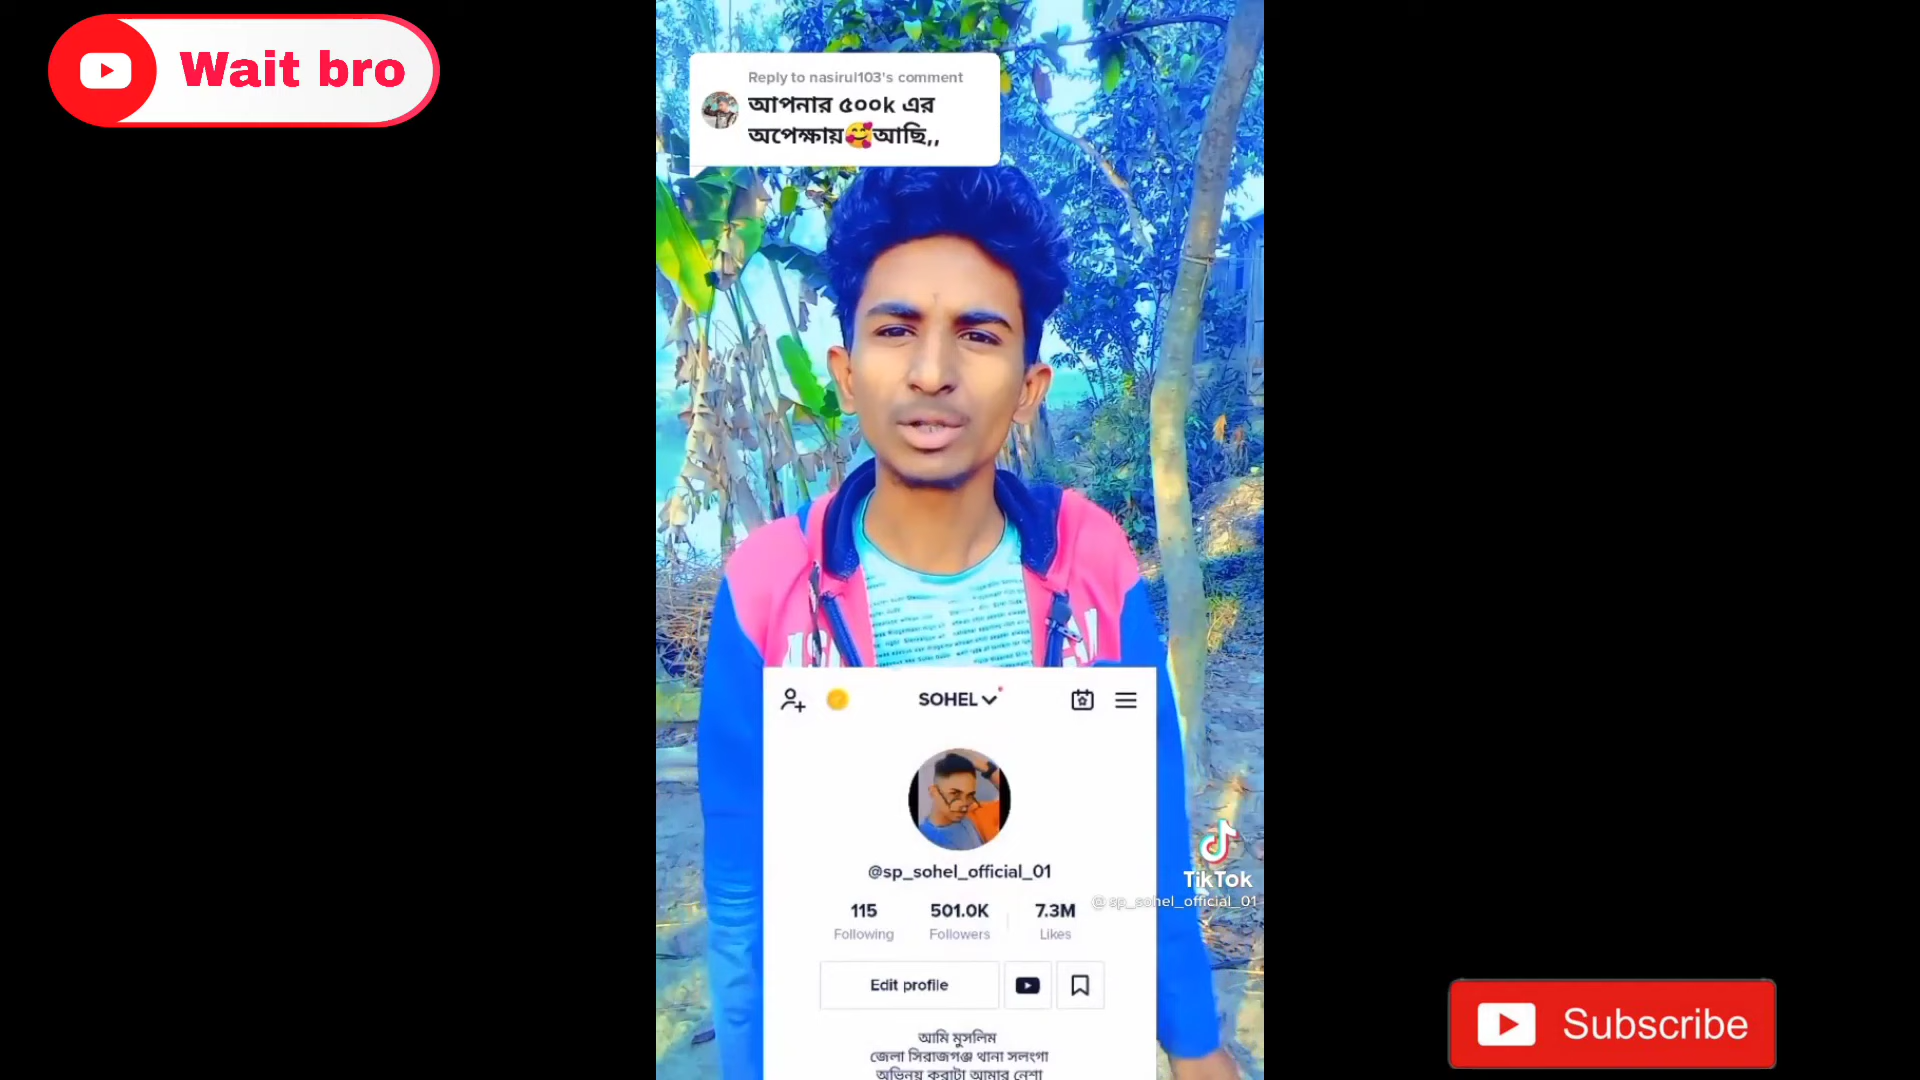 Wait bro
Reply to nasirul103's comment
আপনার ৫০০k এর
অপেক্ষায়🥰আছি,,
SOHEL
@sp_sohel_official_01
115
Following
501.0K
Followers
7.3M
Likes
Edit profile
আমি মুসলিম
জেলা সিরাজগঞ্জ থানা সলংগা
অভিনয় করাটা আমার নেশা
TikTok
@sp_sohel_official_01
Subscribe